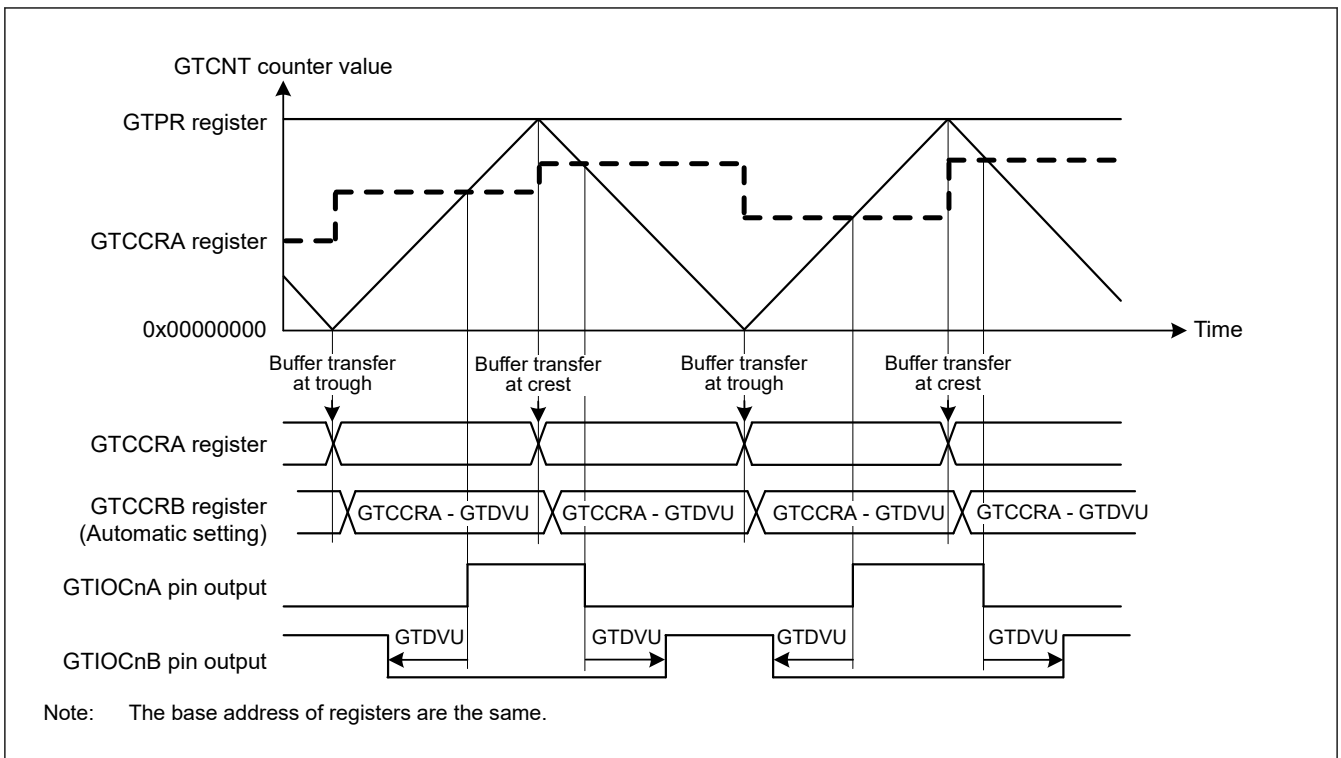 GTCNT counter value
GTPR register
GTCCRA register
0x00000000
Time
Buffer transfer
at trough
Buffer transfer
at crest
Buffer transfer
at trough
Buffer transfer
at crest
GTCCRA register
GTCCRB register
(Automatic setting)
GTCCRA - GTDVU
GTCCRA - GTDVU
GTCCRA - GTDVU
GTCCRA - GTDVU
GTIOCnA pin output
GTIOCnB pin output
GTDVU
GTDVU
GTDVU
GTDVU
Note: The base address of registers are the same.